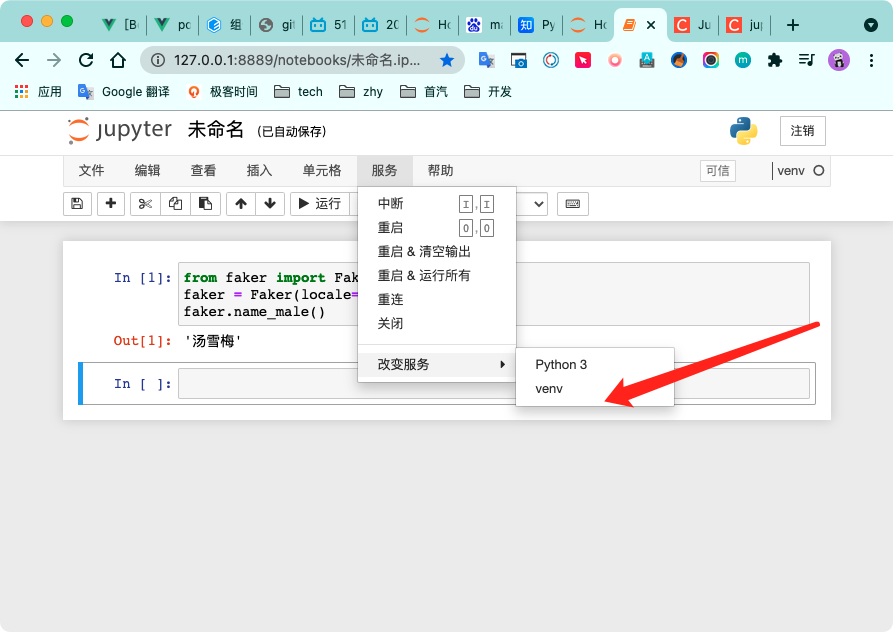 [B
pc
组
git
51
20
Ho
ma
知 Py
Ho
Ju
jup
127.0.0.1:8889/notebooks/未命名.ip...
应用 Google 翻译 极客时间 tech zhy 首汽 开发
jupyter 未命名 (已自动保存) 注销
文件 编辑 查看 插入 单元格 服务 帮助 可信 venv
运行
中断 I,I
重启 0,0
重启 & 清空输出
重启 & 运行所有
重连
关闭
改变服务
Python 3
venv
In [1]: from faker import Fak
faker = Faker(locale=
faker.name_male()
Out[1]: '汤雪梅'
In [ ]: